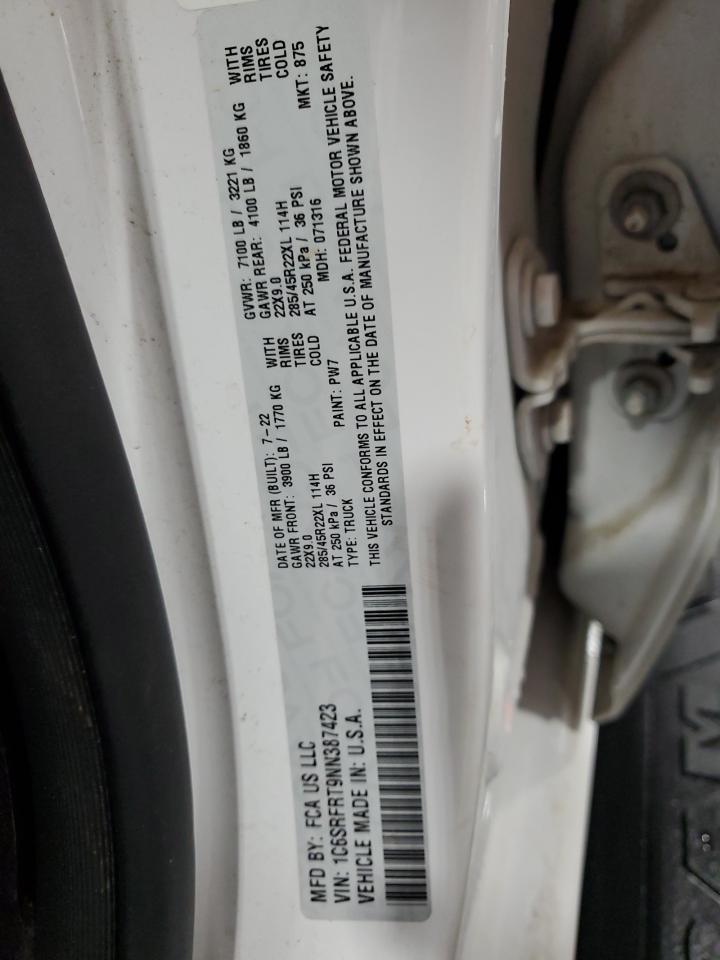 MFD BY: FCA US LLC
VIN: 1C6SRFRT9NN387423
VEHICLE MADE IN: U.S.A.
DATE OF MFR (BUILT): 7-22
GVWR: 7100 LB / 3221 KG
GAWR FRONT: 3900 LB / 1770 KG WITH
GAWR REAR: 4100 LB / 1860 KG WITH
22X9.0 RIMS
22X9.0 RIMS
285/45R22XL 114H TIRES
285/45R22XL 114H TIRES
AT 250 kPa / 36 PSI COLD
AT 250 kPa / 36 PSI COLD
TYPE: TRUCK PAINT: PW7 MDH: 071316 MKT: 875
THIS VEHICLE CONFORMS TO ALL APPLICABLE U.S.A. FEDERAL MOTOR VEHICLE SAFETY
STANDARDS IN EFFECT ON THE DATE OF MANUFACTURE SHOWN ABOVE.